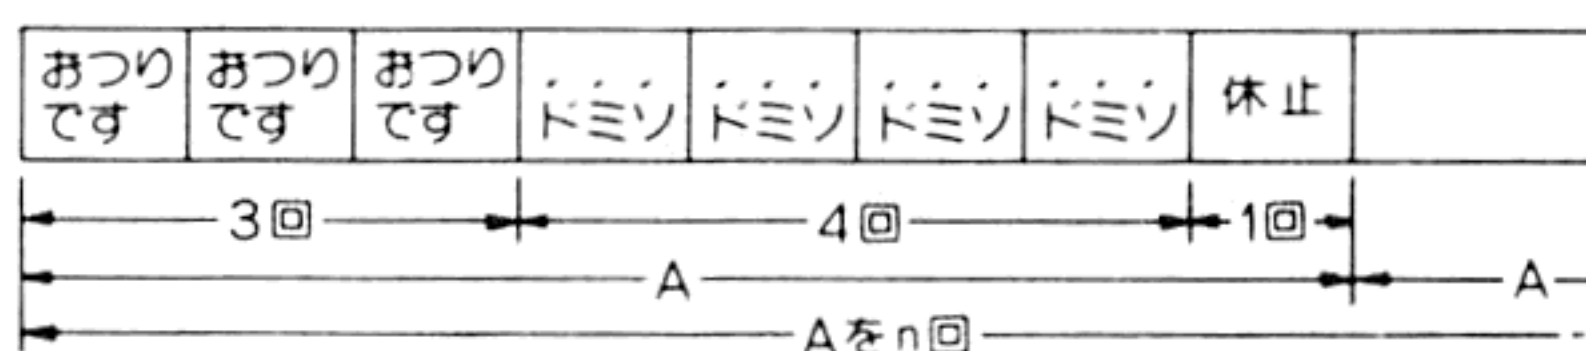 おつり おつり おつり ドミソ ドミソ ドミソ ドミソ 休止
です です です
3回 4回 1回
A A
Aをn回